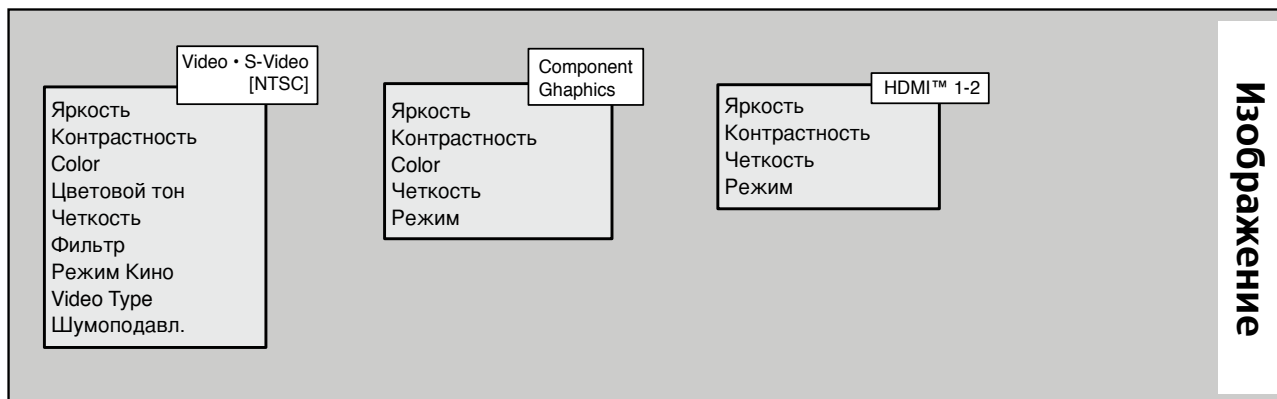 Video • S-Video
[NTSC]
Яркость
Контрастность
Color
Цветовой тон
Четкость
Фильтр
Режим Кино
Video Type
Шумоподавл.
Component
Ghaphics
Яркость
Контрастность
Color
Четкость
Режим
HDMI™ 1-2
Яркость
Контрастность
Четкость
Режим
Изображение